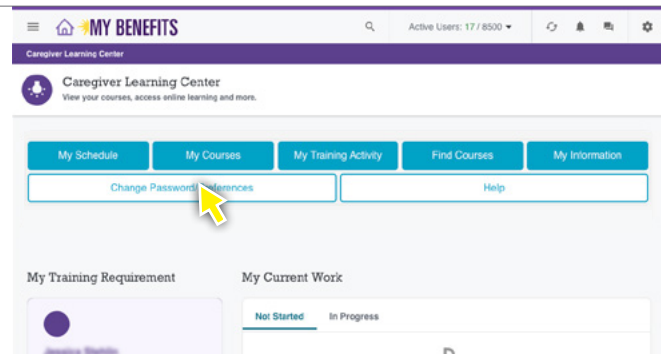 MY BENEFITS
Active Users: 17 / 8500
Caregiver Learning Center
Caregiver Learning Center
View your courses, access online learning and more.
My Schedule My Courses My Training Activity Find Courses My Information
Change Help
My Training Requirement My Current Work
Not Started In Progress